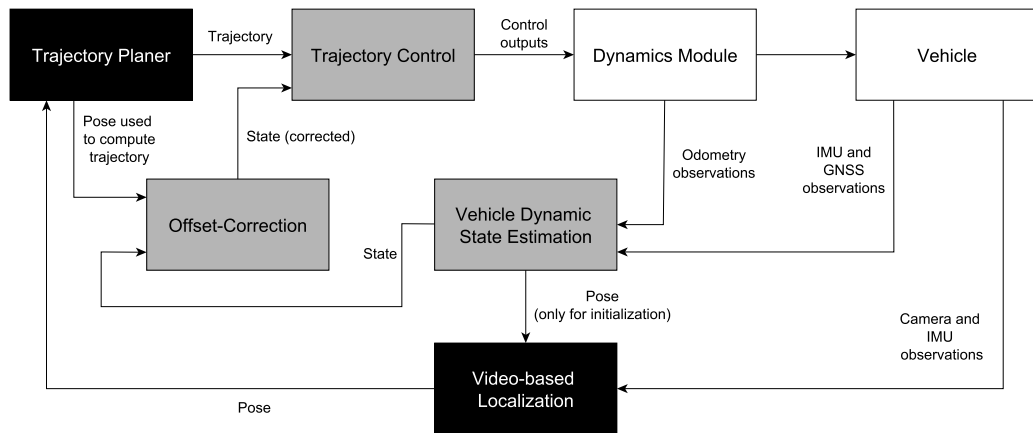 Trajectory Planer
Trajectory
Trajectory Control
Control
outputs
Dynamics Module
Vehicle
Pose used
to compute
trajectory
State (corrected)
Odometry
observations
IMU and
GNSS
observations
Offset-Correction
Vehicle Dynamic
State Estimation
State
Pose
(only for initialization)
Camera and
IMU
observations
Video-based
Localization
Pose